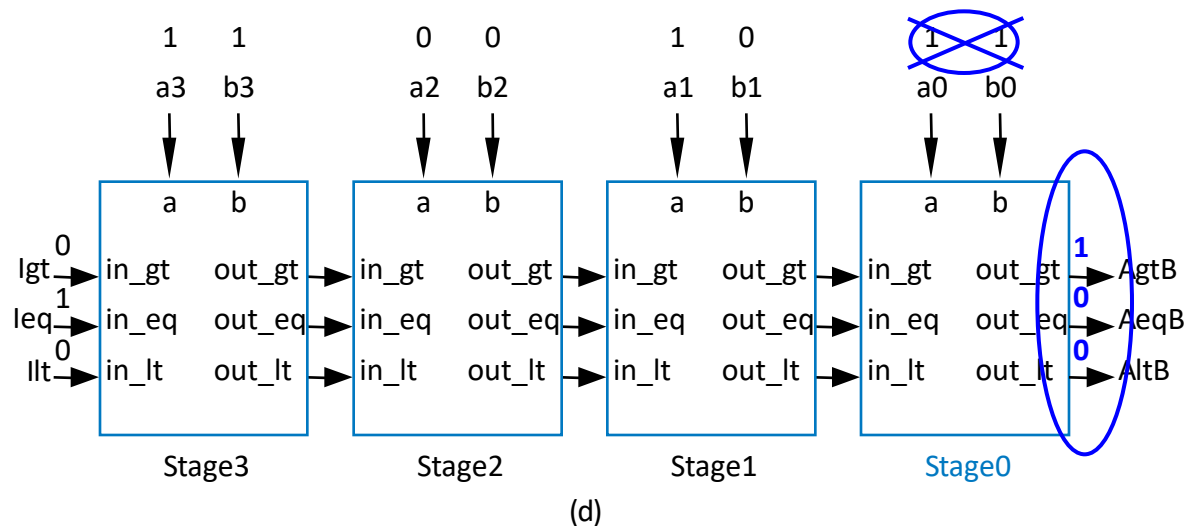 1 1 0 0 1 0 1 1
a3 b3 a2 b2 a1 b1 a0 b0
a b a b a b a b
0 1
Igt in_gt out_gt in_gt out_gt in_gt out_gt in_gt out_gt AgtB
1 0
Ieq in_eq out_eq in_eq out_eq in_eq out_eq in_eq out_eq AeqB
0 0
Ilt in_lt out_lt in_lt out_lt in_lt out_lt in_lt out_lt AltB
Stage3 Stage2 Stage1 Stage0
(d)